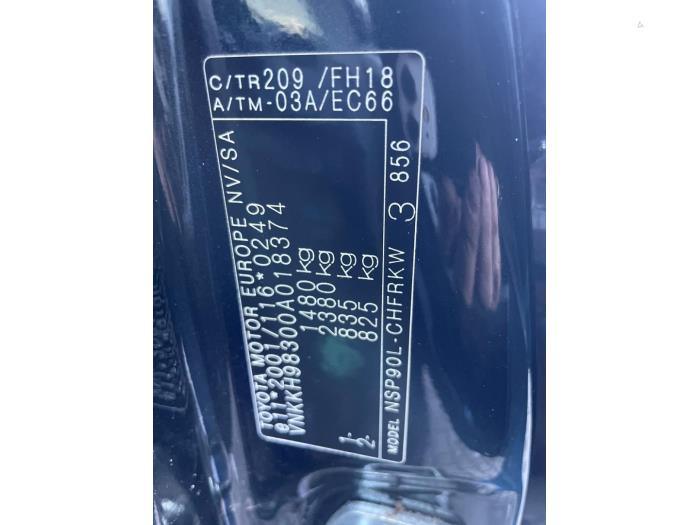 TOYOTA MOTOR EUROPE NV/SA
e11*2001/116*0249
VNKKH98300A018374
1480 kg
2380 kg
1- 835 kg
2- 825 kg
MODEL NSP90L-CHFRKW 3 856
C/TR209 /FH18
A/TM-03A/EC66